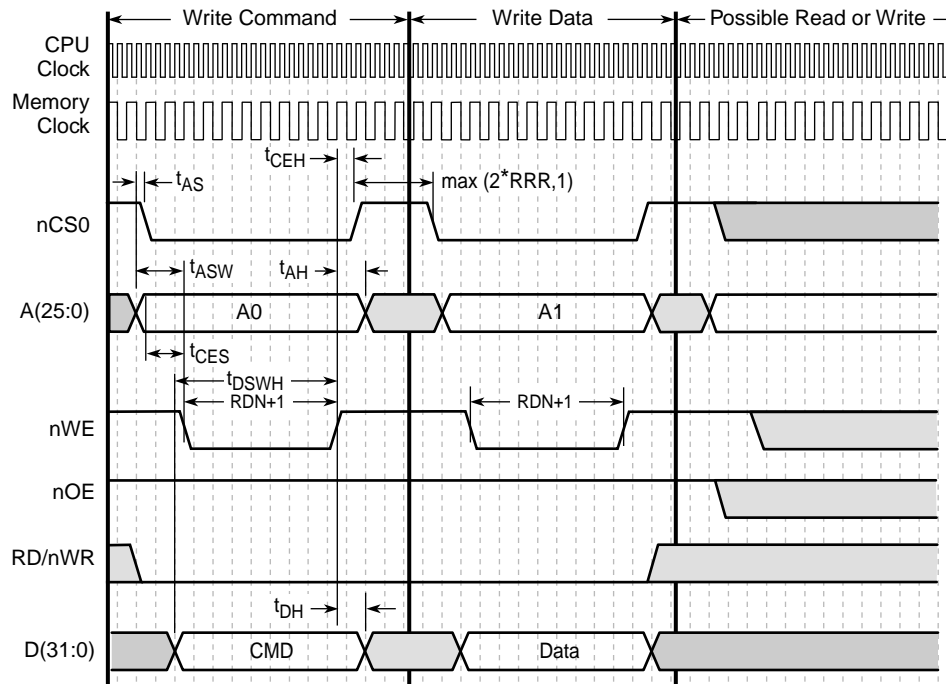 Write Command Write Data Possible Read or Write
CPU
Clock
Memory
Clock
tCEH
tAS
max (2*RRR,1)
nCS0
tASW tAH
A(25:0) A0 A1
tCES
tDSWH
RDN+1 RDN+1
nWE
nOE
RD/nWR
tDH
D(31:0) CMD Data